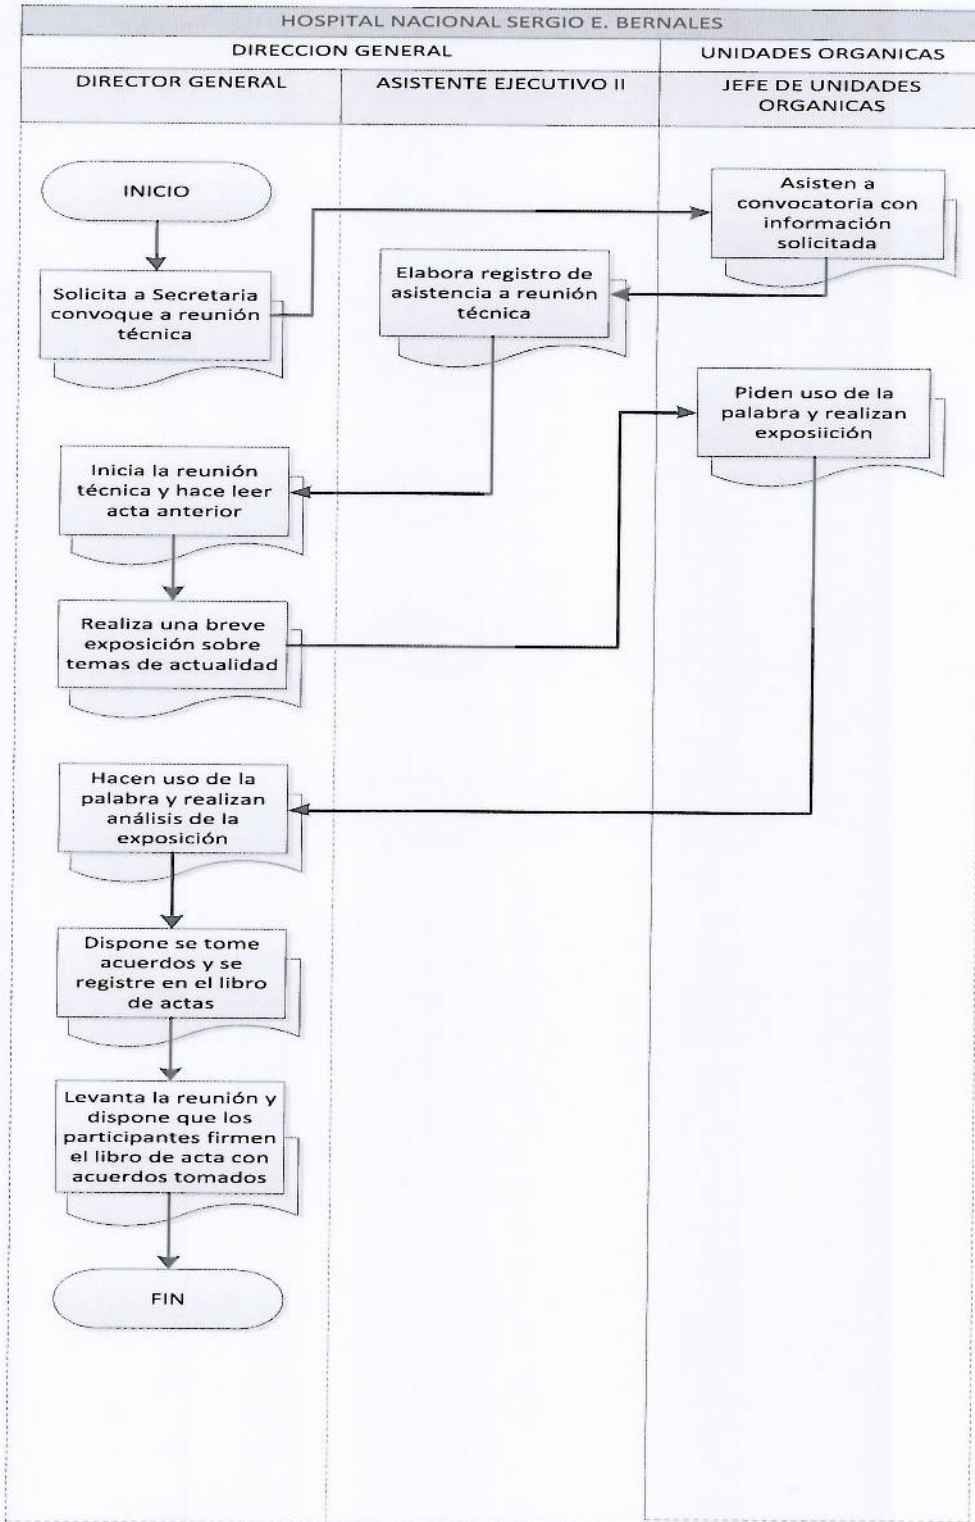 HOSPITAL NACIONAL SERGIO E. BERNALES
DIRECCION GENERAL
UNIDADES ORGANICAS
DIRECTOR GENERAL
ASISTENTE EJECUTIVO II
JEFE DE UNIDADES
ORGANICAS
INICIO
Asisten a
convocatoria con
información
solicitada
Solicita a Secretaria
convoque a reunión
técnica
Elabora registro de
asistencia a reunión
técnica
Piden uso de la
palabra y realizan
exposiición
Inicia la reunión
técnica y hace leer
acta anterior
Realiza una breve
exposición sobre
temas de actualidad
Hacen uso de la
palabra y realizan
análisis de la
exposición
Dispone se tome
acuerdos y se
registre en el libro
de actas
Levanta la reunión y
dispone que los
participantes firmen
el libro de acta con
acuerdos tomados
FIN